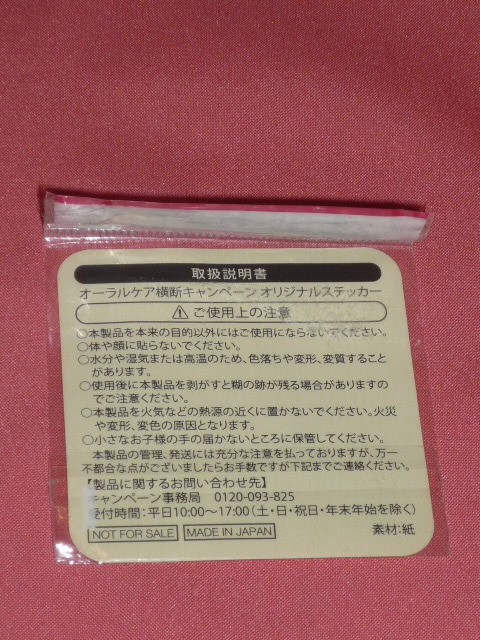 取扱説明書
オーラルケア横断キャンペーン オリジナルステッカー
⚠ ご使用上の注意
○本製品を本来の目的以外にはご使用にならないでください。
○体や顔に貼らないでください。
○水分や湿気または高温のため、色落ちや変形、変質すること
があります。
○使用後に本製品を剥がすと糊の跡が残る場合がありますの
でご注意ください。
○本製品を火気などの熱源の近くに置かないでください。火災
や変形、変色の原因となります。
○小さなお子様の手の届かないところに保管してください。
本製品の管理、発送には充分な注意を払っておりますが、万一
不都合な点がございましたらお手数ですが下記までご連絡ください。
【製品に関するお問い合わせ先】
キャンペーン事務局 0120-093-825
受付時間：平日10:00～17:00（土・日・祝日・年末年始を除く）
NOT FOR SALE MADE IN JAPAN 素材：紙